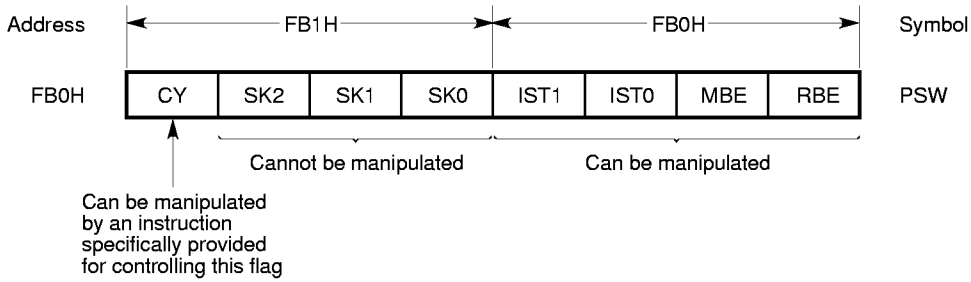 Address FB1H FB0H Symbol
FB0H CY SK2 SK1 SK0 IST1 IST0 MBE RBE PSW
Cannot be manipulated Can be manipulated
Can be manipulated
by an instruction
specifically provided
for controlling this flag